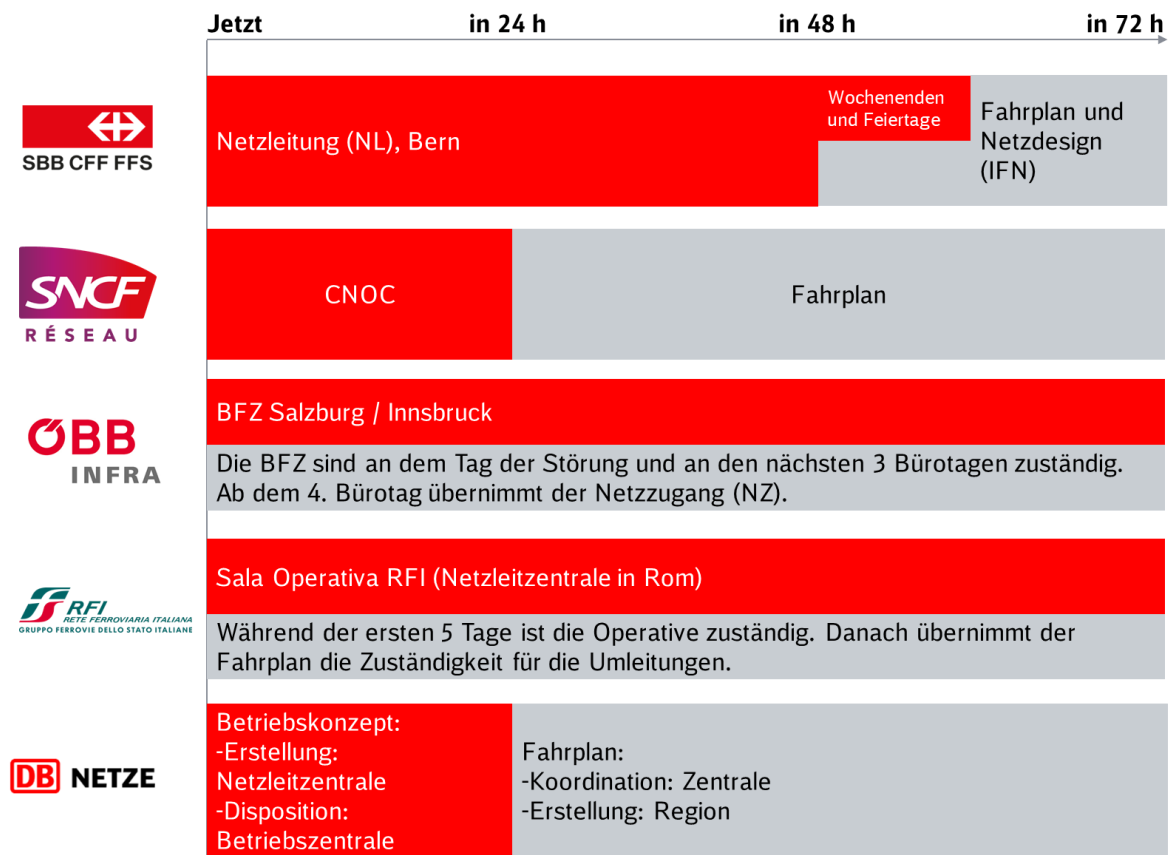 Jetzt in 24 h in 48 h in 72 h
SBB CFF FFS
Netzleitung (NL), Bern
Wochenenden
und Feiertage
Fahrplan und
Netzdesign
(IFN)
SNCF
RÉSEAU
CNOC
Fahrplan
ÖBB
INFRA
BFZ Salzburg / Innsbruck
Die BFZ sind an dem Tag der Störung und an den nächsten 3 Bürotagen zuständig.
Ab dem 4. Bürotag übernimmt der Netzzugang (NZ).
RFI
RETE FERROVIARIA ITALIANA
GRUPPO FERROVIE DELLO STATO ITALIANE
Sala Operativa RFI (Netzleitzentrale in Rom)
Während der ersten 5 Tage ist die Operative zuständig. Danach übernimmt der
Fahrplan die Zuständigkeit für die Umleitungen.
DB NETZE
Betriebskonzept:
-Erstellung:
Netzleitzentrale
-Disposition:
Betriebszentrale
Fahrplan:
-Koordination: Zentrale
-Erstellung: Region